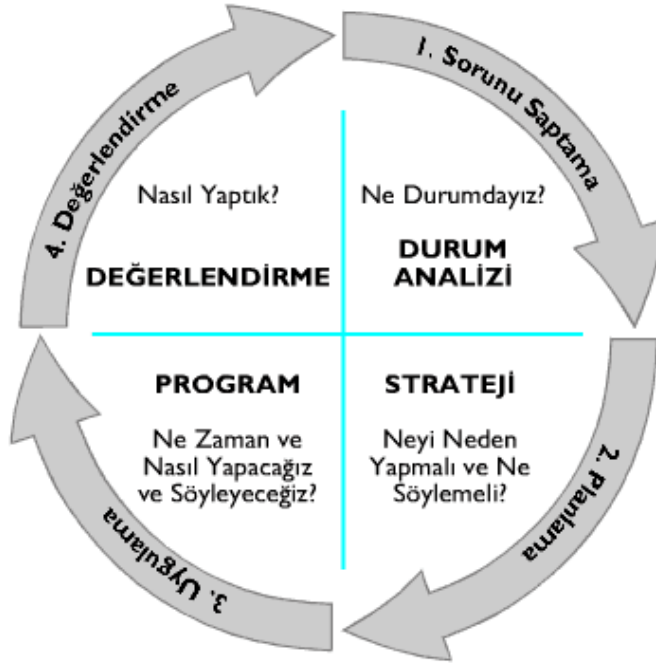 1. Sorunu Saptama
Ne Durumdayız?
DURUM
ANALİZİ
2. Planlama
STRATEJİ
Neyi Neden
Yapmalı ve Ne
Söylemeli?
3. Uygulama
PROGRAM
Ne Zaman ve
Nasıl Yapacağız
ve Söyleyeceğiz?
4. Değerlendirme
Nasıl Yaptık?
DEĞERLENDİRME